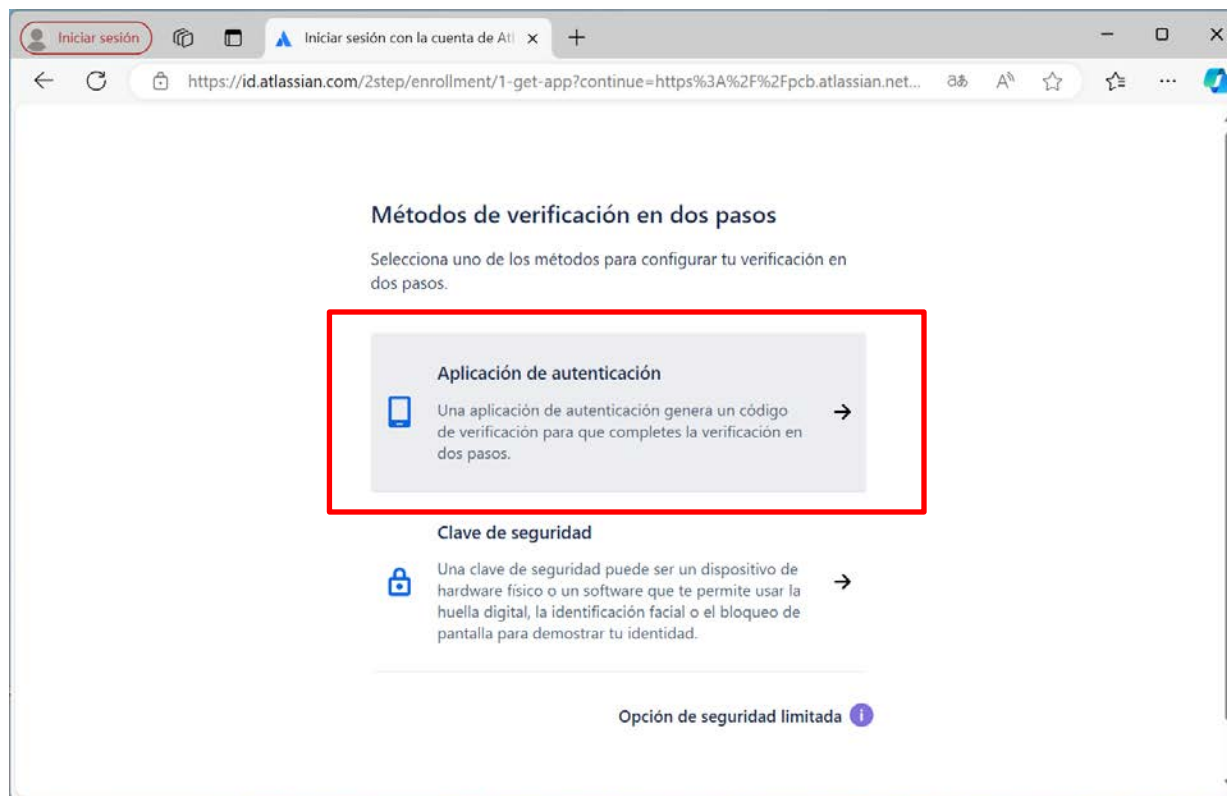 Iniciar sesión
Iniciar sesión con la cuenta de Atl
https://id.atlassian.com/2step/enrollment/1-get-app?continue=https%3A%2F%2Fpcb.atlassian.net...
Métodos de verificación en dos pasos
Selecciona uno de los métodos para configurar tu verificación en
dos pasos.
Aplicación de autenticación
Una aplicación de autenticación genera un código
de verificación para que completes la verificación en
dos pasos.
Clave de seguridad
Una clave de seguridad puede ser un dispositivo de
hardware físico o un software que te permite usar la
huella digital, la identificación facial o el bloqueo de
pantalla para demostrar tu identidad.
Opción de seguridad limitada